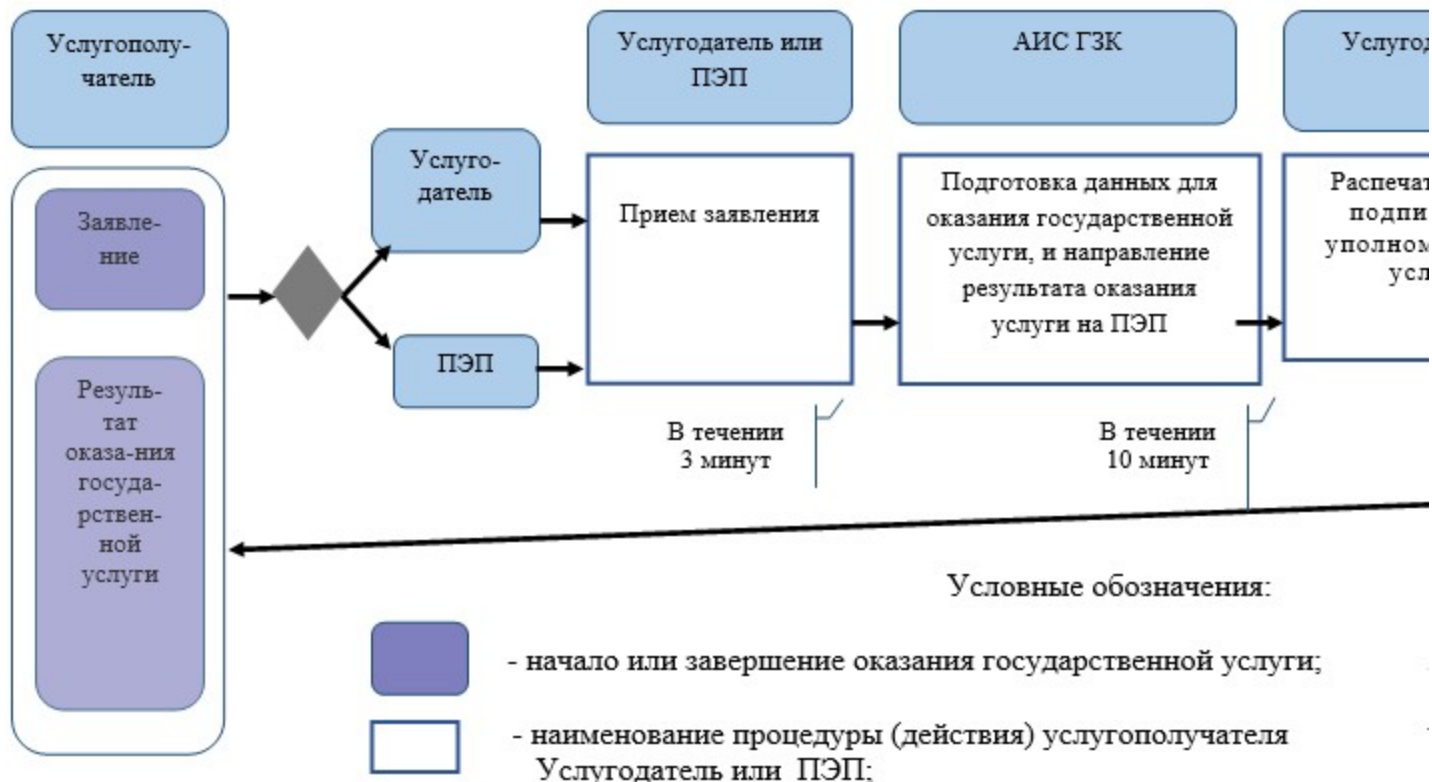 Услугополу-
чатель
Услугодатель или
ПЭП
АИС ГЗК
Заявле-
ние
Резуль-
тат
оказа-ния
госуда-
рствен-
ной
услуги
Услуго-
датель
ПЭП
Прием заявления
Подготовка данных для
оказания государственной
услуги, и направление
результата оказания
услуги на ПЭП
В течении
3 минут
В течении
10 минут
Условные обозначения:
- начало или завершение оказания государственной услуги;
- наименование процедуры (действия) услугополучателя
Услугодатель или ПЭП;